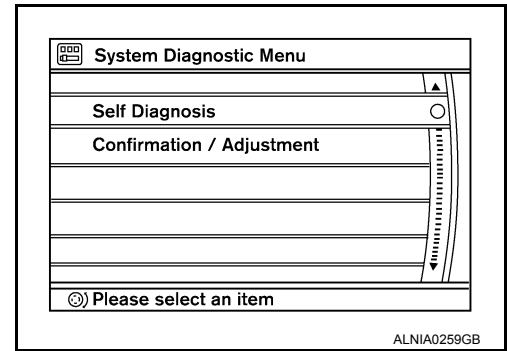 System Diagnostic Menu
Self Diagnosis
Confirmation / Adjustment
Please select an item
ALNIA0259GB